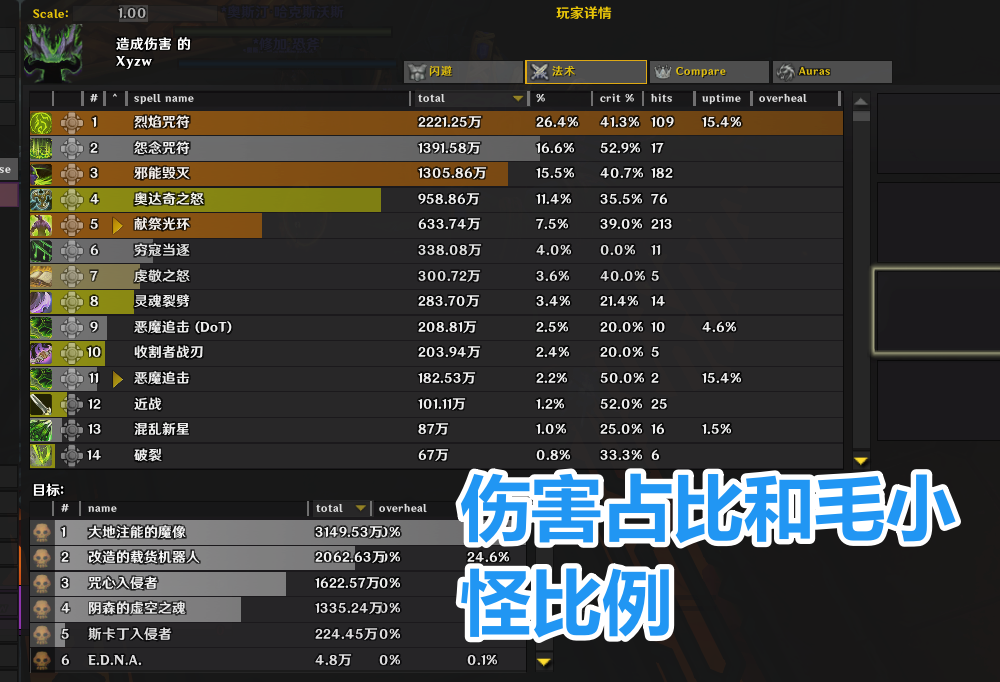 Scale: 1.00
玩家详情
造成伤害 的
Xyzw
闪避 法术 Compare Auras
se
# ^ spell name total % crit % hits uptime overheal
1 烈焰咒符 2221.25万 26.4% 41.3% 109 15.4%
2 怨念咒符 1391.58万 16.6% 52.9% 17
3 邪能毁灭 1305.86万 15.5% 40.7% 182
4 奥达奇之怒 958.86万 11.4% 35.5% 76
5 献祭光环 633.74万 7.5% 39.0% 213
6 穷寇当逐 338.08万 4.0% 0.0% 11
7 虔敬之怒 300.72万 3.6% 40.0% 5
8 灵魂裂劈 283.70万 3.4% 21.4% 14
9 恶魔追击 (DoT) 208.81万 2.5% 20.0% 10 4.6%
10 收割者战刃 203.94万 2.4% 20.0% 5
11 恶魔追击 182.53万 2.2% 50.0% 2 15.4%
12 近战 101.11万 1.2% 52.0% 25
13 混乱新星 87万 1.0% 25.0% 16 1.5%
14 破裂 67万 0.8% 33.3% 6
目标:
# name total overheal
1 大地注能的魔像 3149.53万0%
2 改造的载货机器人 2062.63万0% 24.6%
3 咒心入侵者 1622.57万0%
4 阴森的虚空之魂 1335.24万0%
5 斯卡丁入侵者 224.45万0%
6 E.D.N.A. 4.8万 0% 0.1%
伤害占比和毛小
怪比例